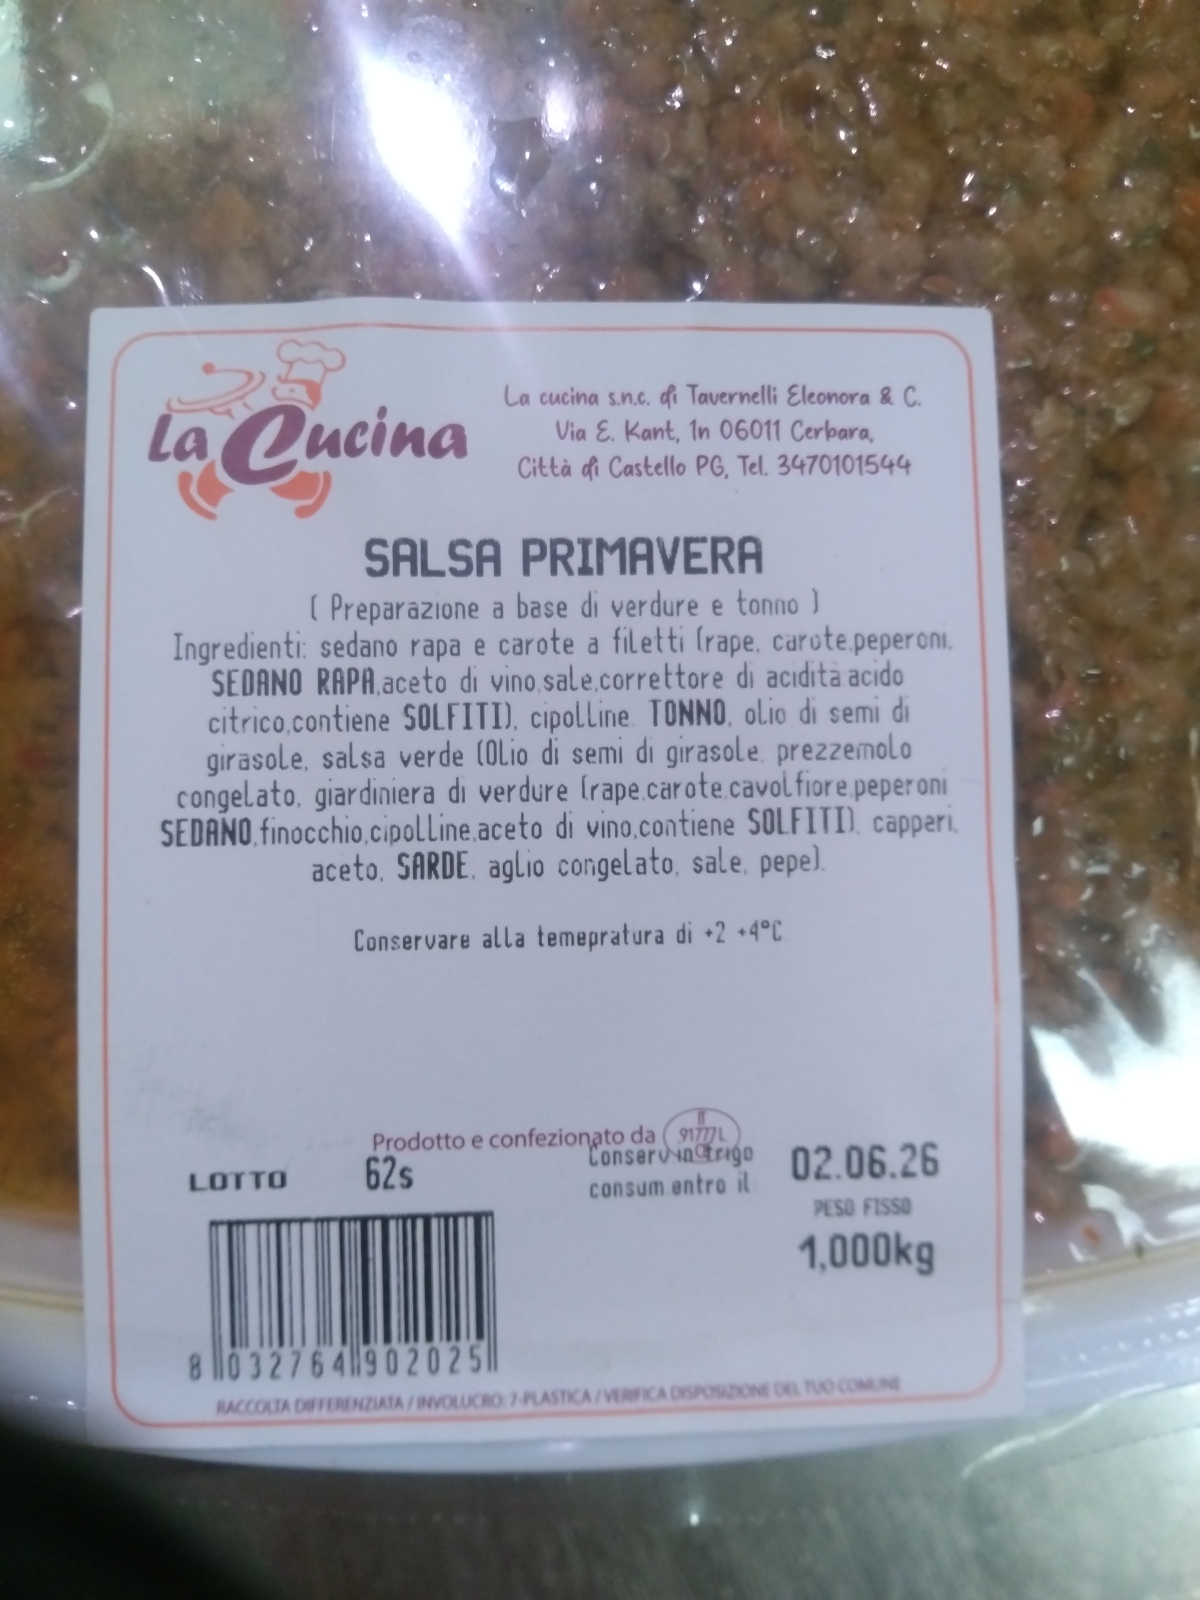 La Cucina
La cucina s.n.c. di Tavernelli Eleonora & C.
Via E. Kant, 1n 06011 Cerbara,
Città di Castello PG, Tel. 3470101544
SALSA PRIMAVERA
( Preparazione a base di verdure e tonno )
Ingredienti: sedano rapa e carote a filetti (rape, carote,peperoni,
SEDANO RAPA,aceto di vino,sale,correttore di acidità acido
citrico,contiene SOLFITI), cipolline, TONNO, olio di semi di
girasole, salsa verde (Olio di semi di girasole, prezzemolo
congelato, giardiniera di verdure (rape,carote,cavolfiore,peperoni
SEDANO,finocchio,cipolline,aceto di vino,contiene SOLFITI), capperi,
aceto, SARDE, aglio congelato, sale, pepe).
Conservare alla temepratura di +2 +4°C
Prodotto e confezionato da
IT
91777L
LOTTO 62s
Conserv in frigo
consum.entro il 02.06.26
PESO FISSO
1,000kg
8 032764 902025
RACCOLTA DIFFERENZIATA / INVOLUCRO: 7-PLASTICA / VERIFICA DISPOSIZIONE DEL TUO COMUNE